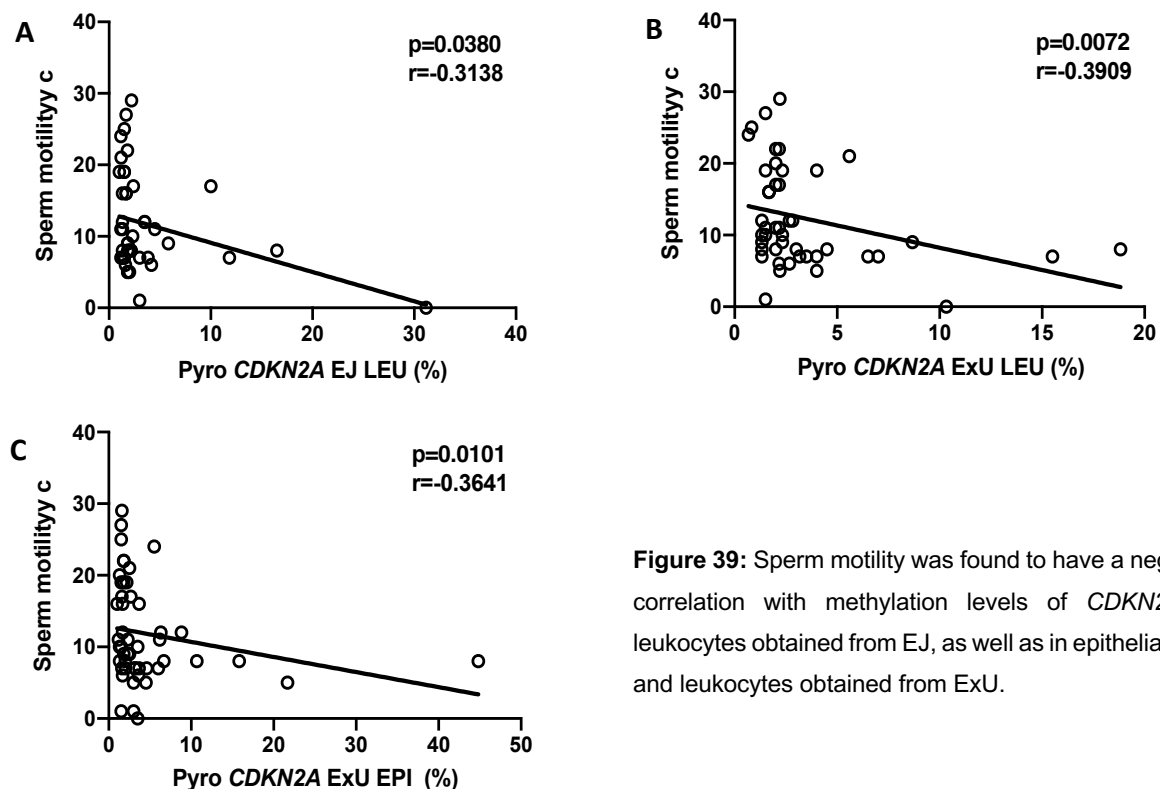 A
40
30
20
10
0
Sperm motilityy c
p=0.0380
r=-0.3138
0 10 20 30 40
Pyro CDKN2A EJ LEU (%)
B
40
30
20
10
0
Sperm motilityy c
p=0.0072
r=-0.3909
0 5 10 15 20
Pyro CDKN2A ExU LEU (%)
C
40
30
20
10
0
Sperm motilityy c
p=0.0101
r=-0.3641
0 10 20 30 40 50
Pyro CDKN2A ExU EPI (%)
Figure 39: Sperm motility was found to have a neg
correlation with methylation levels of CDKN2
leukocytes obtained from EJ, as well as in epithelia
and leukocytes obtained from ExU.